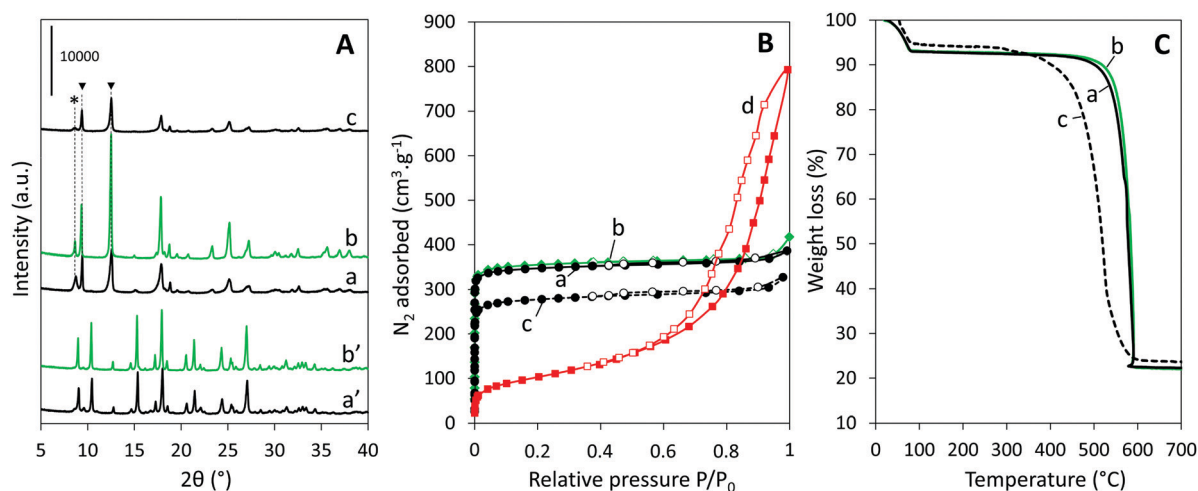 A
10000
*
c
b
a
b’
a’
Intensity (a.u.)
5 10 15 20 25 30 35 40
2θ (°)
B
900
800
700
600
500
400
300
200
100
0
d
b
a
c
N2 adsorbed (cm³.g⁻¹)
0 0.2 0.4 0.6 0.8 1
Relative pressure P/P0
C
100
90
80
70
60
50
40
30
20
10
b
a
c
Weight loss (%)
0 100 200 300 400 500 600 700
Temperature (°C)